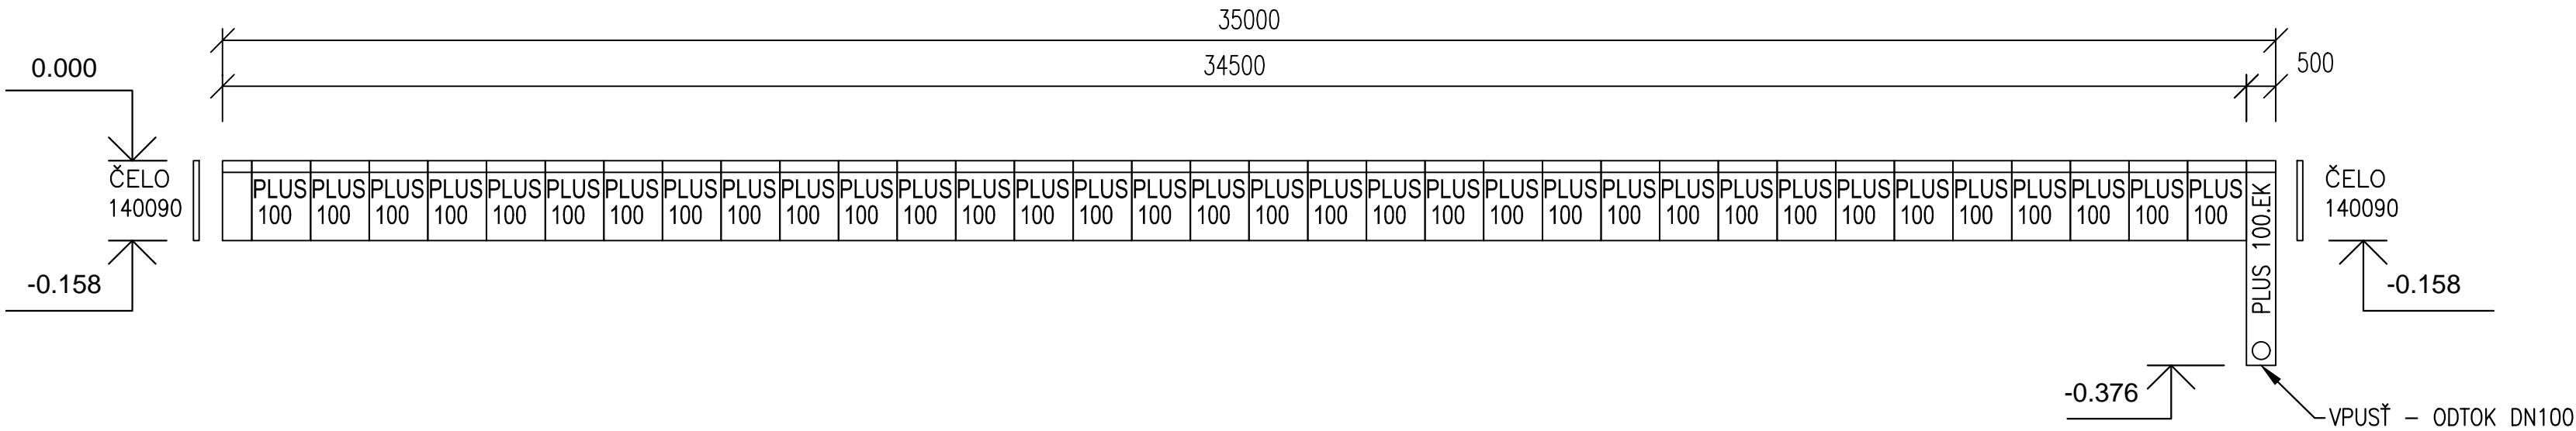 35000
34500
500
0.000
ČELO
140090
-0.158
PLUS PLUS PLUS PLUS PLUS PLUS PLUS PLUS PLUS PLUS PLUS PLUS PLUS PLUS PLUS PLUS PLUS PLUS PLUS PLUS PLUS PLUS PLUS PLUS PLUS PLUS PLUS PLUS PLUS PLUS PLUS PLUS PLUS PLUS
100 100 100 100 100 100 100 100 100 100 100 100 100 100 100 100 100 100 100 100 100 100 100 100 100 100 100 100 100 100 100 100 100 100
PLUS 100.EK
ČELO
140090
-0.158
-0.376
VPUSŤ – ODTOK DN100